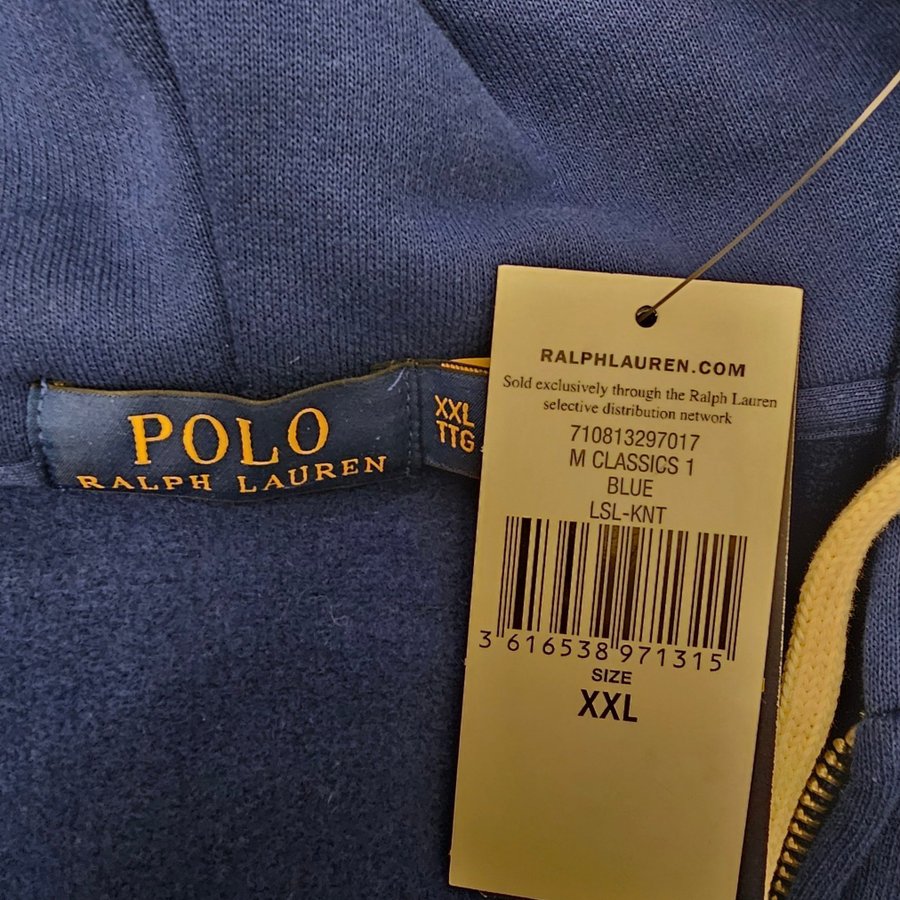 POLO
RALPH LAUREN
XXL
TTG
RALPHLAUREN.COM
Sold exclusively through the Ralph Lauren
selective distribution network
710813297017
M CLASSICS 1
BLUE
LSL-KNT
3 616538 971315
SIZE
XXL